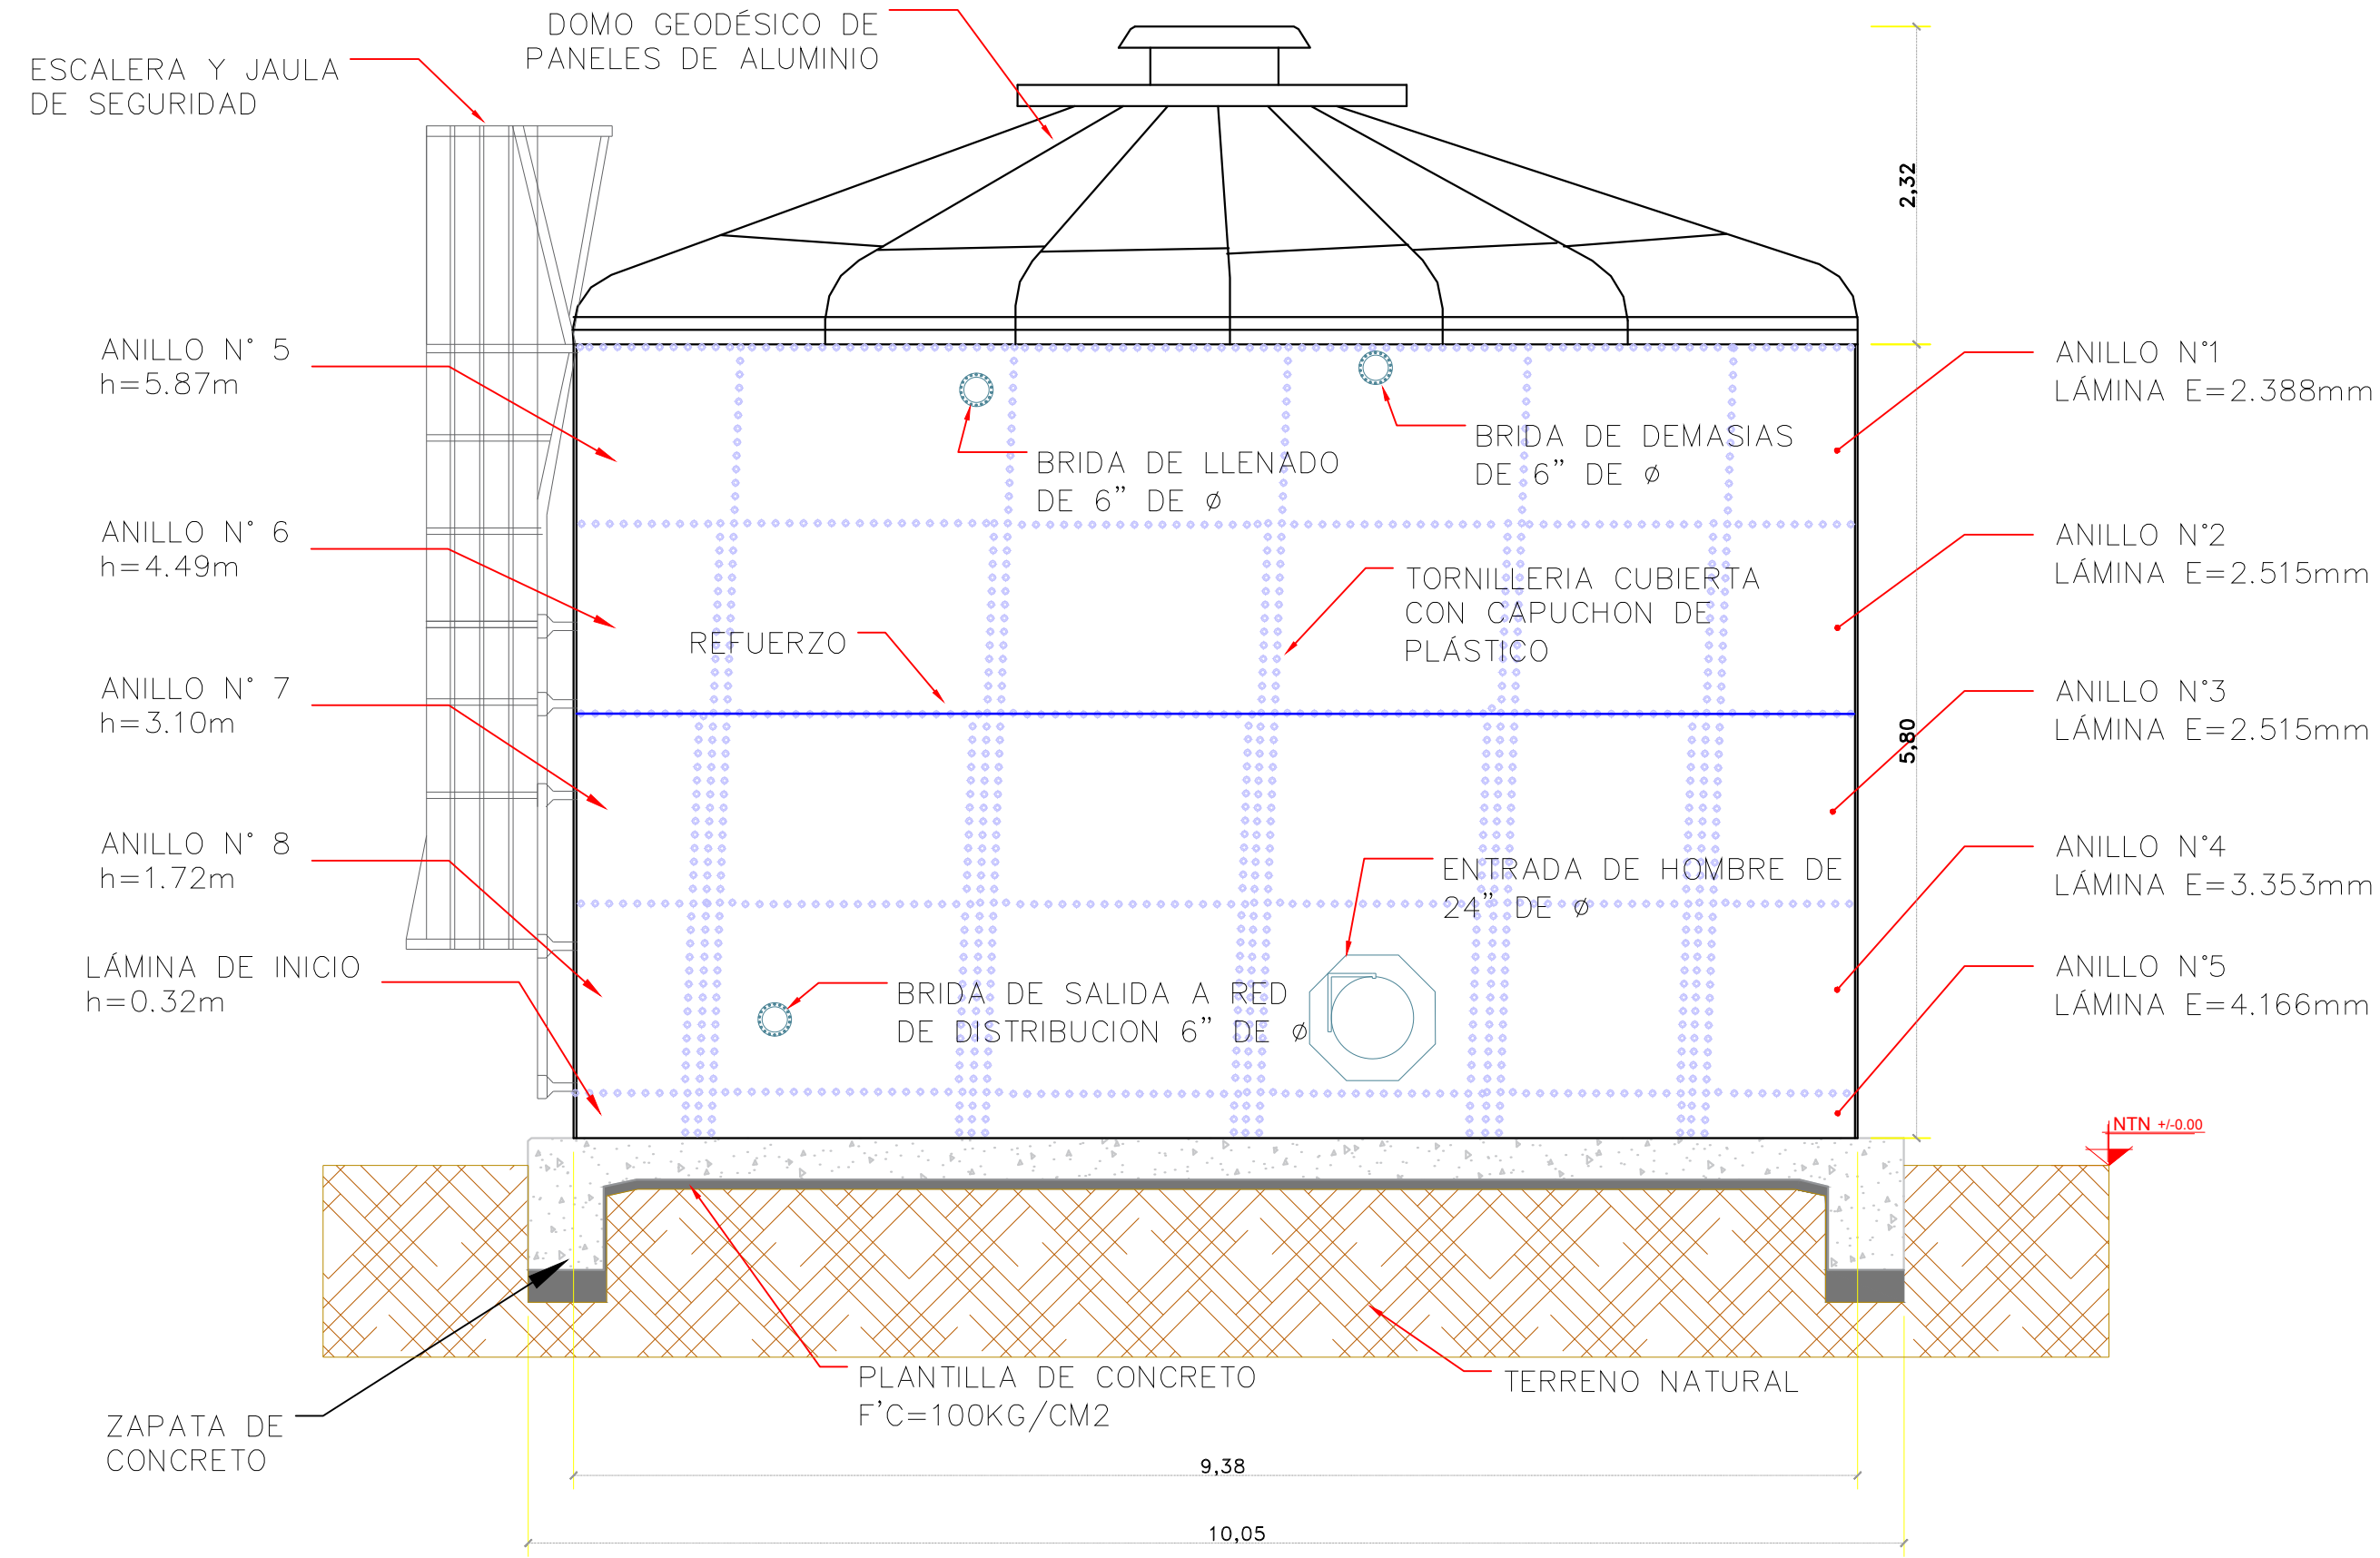 DOMO GEODÉSICO DE
PANELES DE ALUMINIO
ESCALERA Y JAULA
DE SEGURIDAD
2,32
ANILLO N° 5
h=5.87m
ANILLO N° 6
h=4.49m
ANILLO N° 7
h=3.10m
ANILLO N° 8
h=1.72m
LÁMINA DE INICIO
h=0.32m
BRIDA DE LLENADO
DE 6" DE ø
BRIDA DE DEMASIAS
DE 6" DE ø
TORNILLERIA CUBIERTA
CON CAPUCHON DE
PLÁSTICO
REFUERZO
ENTRADA DE HOMBRE DE
24" DE ø
BRIDA DE SALIDA A RED
DE DISTRIBUCION 6" DE ø
5,80
ANILLO N°1
LÁMINA E=2.388mm
ANILLO N°2
LÁMINA E=2.515mm
ANILLO N°3
LÁMINA E=2.515mm
ANILLO N°4
LÁMINA E=3.353mm
ANILLO N°5
LÁMINA E=4.166mm
NTN +/-0.00
PLANTILLA DE CONCRETO
F'C=100KG/CM2
TERRENO NATURAL
ZAPATA DE
CONCRETO
9,38
10,05